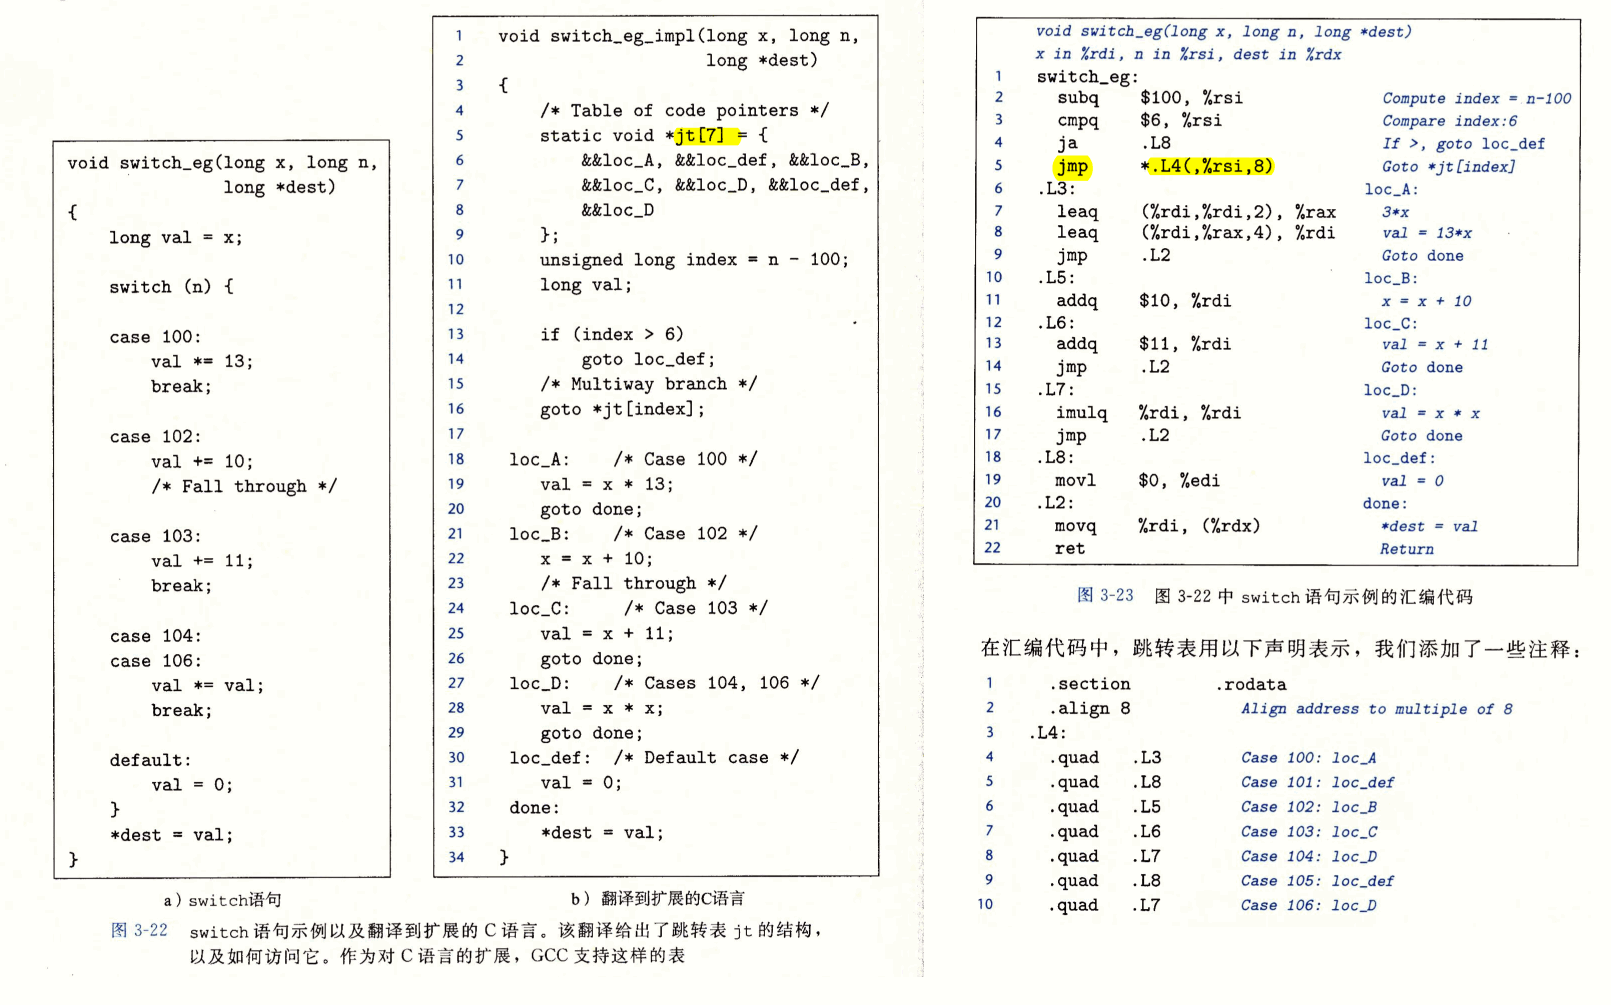 void switch_eg(long x, long n,
               long *dest)
{
    long val = x;
    switch (n) {
    case 100:
        val *= 13;
        break;
    case 102:
        val += 10;
        /* Fall through */
    case 103:
        val += 11;
        break;
    case 104:
    case 106:
        val *= val;
        break;
    default:
        val = 0;
    }
    *dest = val;
}
a) switch语句
1 void switch_eg_impl(long x, long n,
2                     long *dest)
3 {
4     /* Table of code pointers */
5     static void *jt[7] = {
6         &&loc_A, &&loc_def, &&loc_B,
7         &&loc_C, &&loc_D, &&loc_def,
8         &&loc_D
9     };
10     unsigned long index = n - 100;
11     long val;
12
13     if (index > 6)
14         goto loc_def;
15     /* Multiway branch */
16     goto *jt[index];
17
18 loc_A:    /* Case 100 */
19     val = x * 13;
20     goto done;
21 loc_B:    /* Case 102 */
22     x = x + 10;
23     /* Fall through */
24 loc_C:     /* Case 103 */
25     val = x + 11;
26     goto done;
27 loc_D:    /* Cases 104, 106 */
28     val = x * x;
29     goto done;
30 loc_def:  /* Default case */
31     val = 0;
32 done:
33     *dest = val;
34 }
b) 翻译到扩展的C语言
图 3-22 switch 语句示例以及翻译到扩展的 C 语言。该翻译给出了跳转表 jt 的结构，
以及如何访问它。作为对 C 语言的扩展，GCC 支持这样的表
void switch_eg(long x, long n, long *dest)
x in %rdi, n in %rsi, dest in %rdx
1 switch_eg:
2   subq    $100, %rsi    Compute index = n-100
3   cmpq    $6, %rsi    Compare index:6
4   ja      .L8    If >, goto loc_def
5   jmp     *.L4(,%rsi,8)    Goto *jt[index]
6 .L3:    loc_A:
7   leaq    (%rdi,%rdi,2), %rax    3*x
8   leaq    (%rdi,%rax,4), %rdi    val = 13*x
9   jmp     .L2    Goto done
10 .L5:    loc_B:
11   addq    $10, %rdi    x = x + 10
12 .L6:    loc_C:
13   addq    $11, %rdi    val = x + 11
14   jmp     .L2    Goto done
15 .L7:    loc_D:
16   imulq   %rdi, %rdi    val = x * x
17   jmp     .L2    Goto done
18 .L8:    loc_def:
19   movl    $0, %edi    val = 0
20 .L2:    done:
21   movq    %rdi, (%rdx)    *dest = val
22   ret    Return
图 3-23 图 3-22 中 switch 语句示例的汇编代码
在汇编代码中，跳转表用以下声明表示，我们添加了一些注释：
1   .section    .rodata
2   .align 8    Align address to multiple of 8
3 .L4:
4   .quad   .L3    Case 100: loc_A
5   .quad   .L8    Case 101: loc_def
6   .quad   .L5    Case 102: loc_B
7   .quad   .L6    Case 103: loc_C
8   .quad   .L7    Case 104: loc_D
9   .quad   .L8    Case 105: loc_def
10   .quad   .L7    Case 106: loc_D